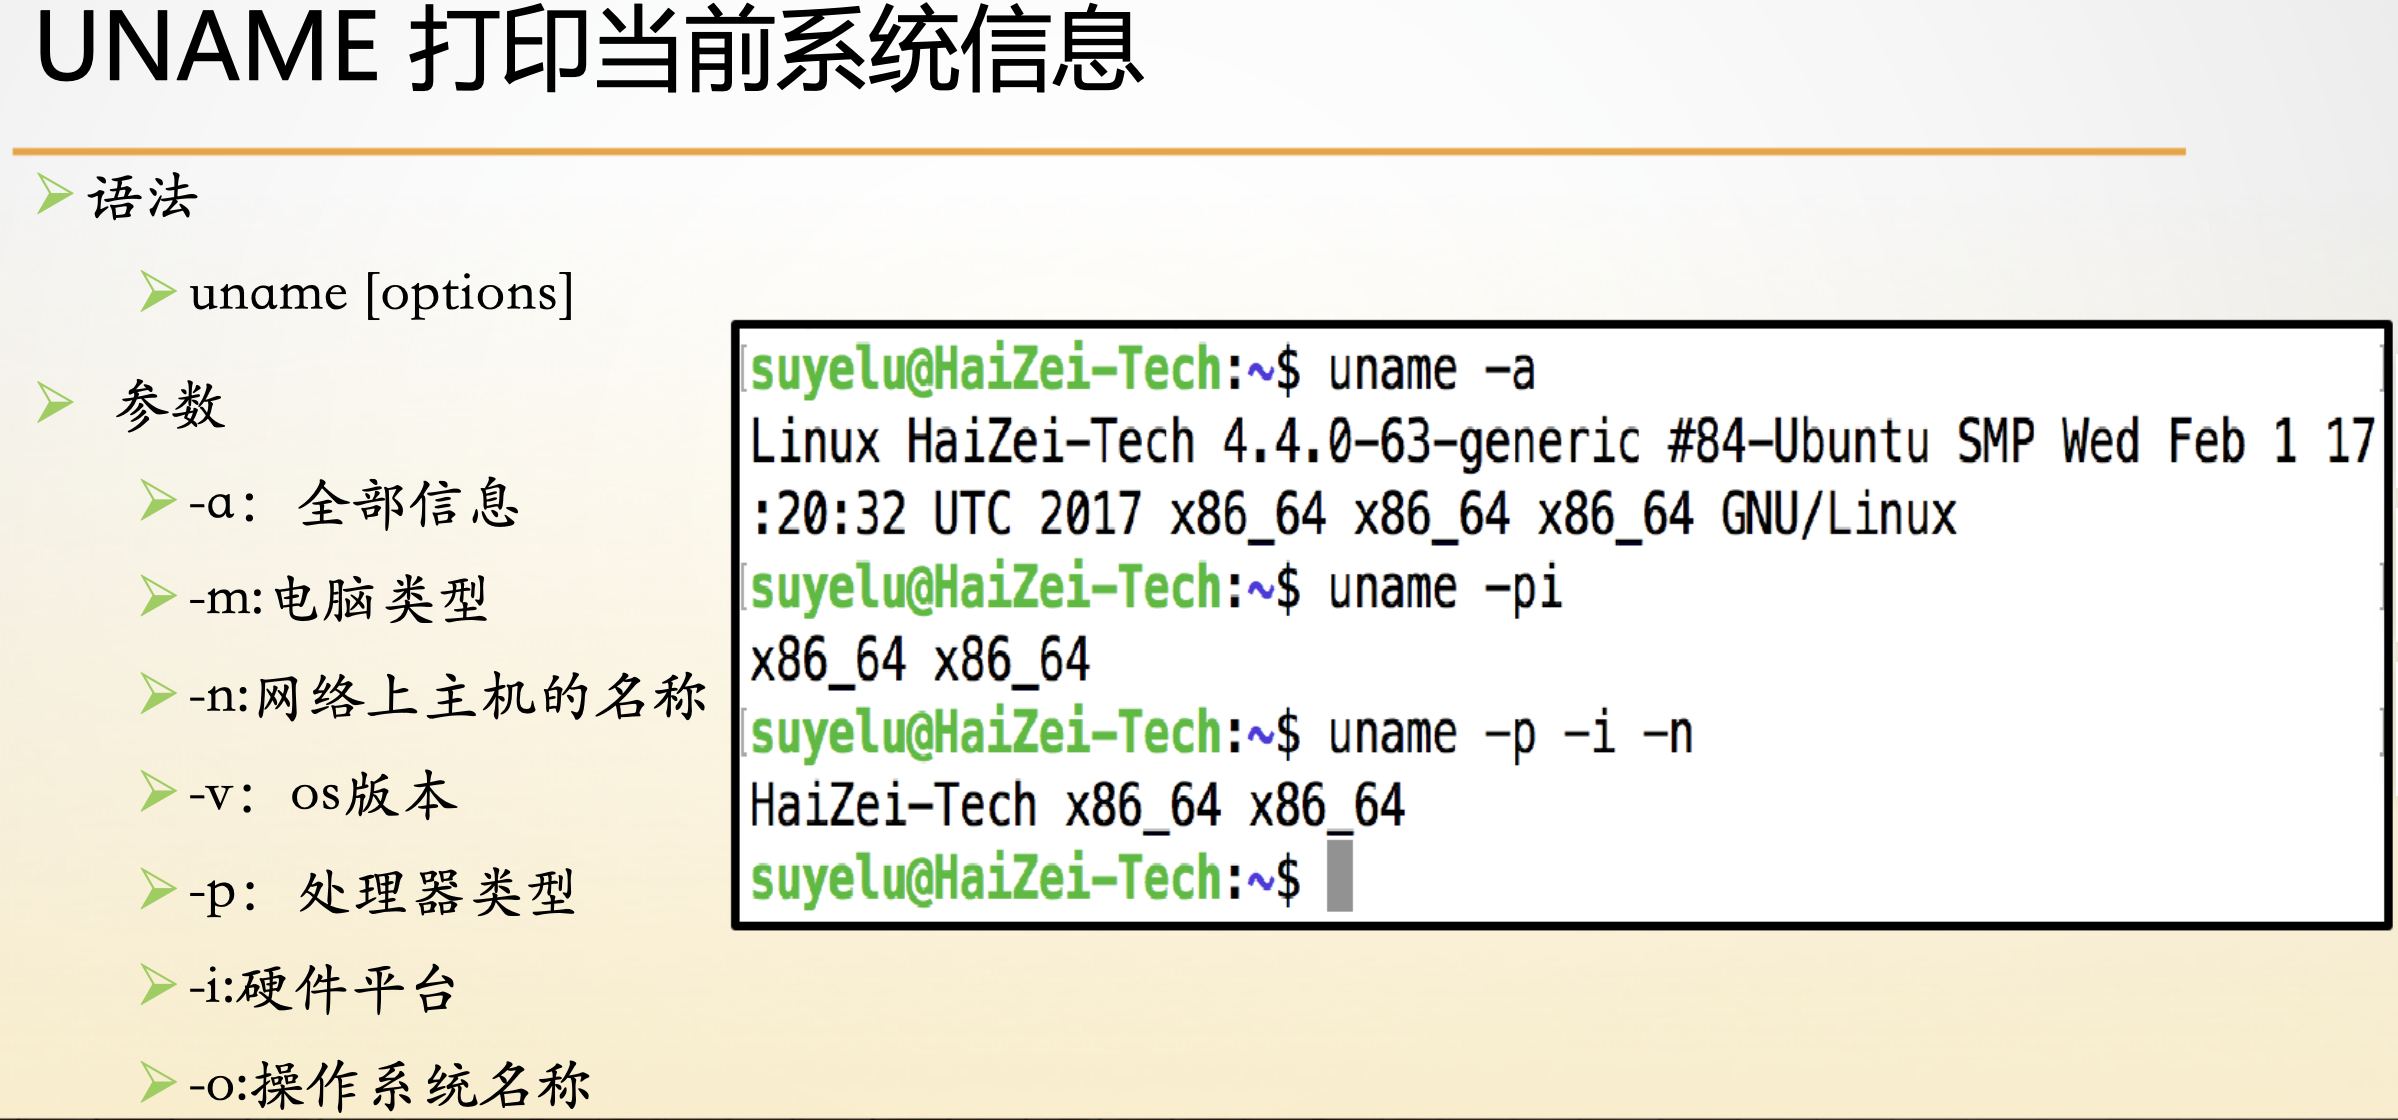 UNAME 打印当前系统信息
语法
uname [options]
参数
-a： 全部信息
-m:电脑类型
-n:网络上主机的名称
-v： os版本
-p： 处理器类型
-i:硬件平台
-o:操作系统名称
suyelu@HaiZei-Tech:~$ uname -a
Linux HaiZei-Tech 4.4.0-63-generic #84-Ubuntu SMP Wed Feb 1 17
:20:32 UTC 2017 x86_64 x86_64 x86_64 GNU/Linux
suyelu@HaiZei-Tech:~$ uname -pi
x86_64 x86_64
suyelu@HaiZei-Tech:~$ uname -p -i -n
HaiZei-Tech x86_64 x86_64
suyelu@HaiZei-Tech:~$